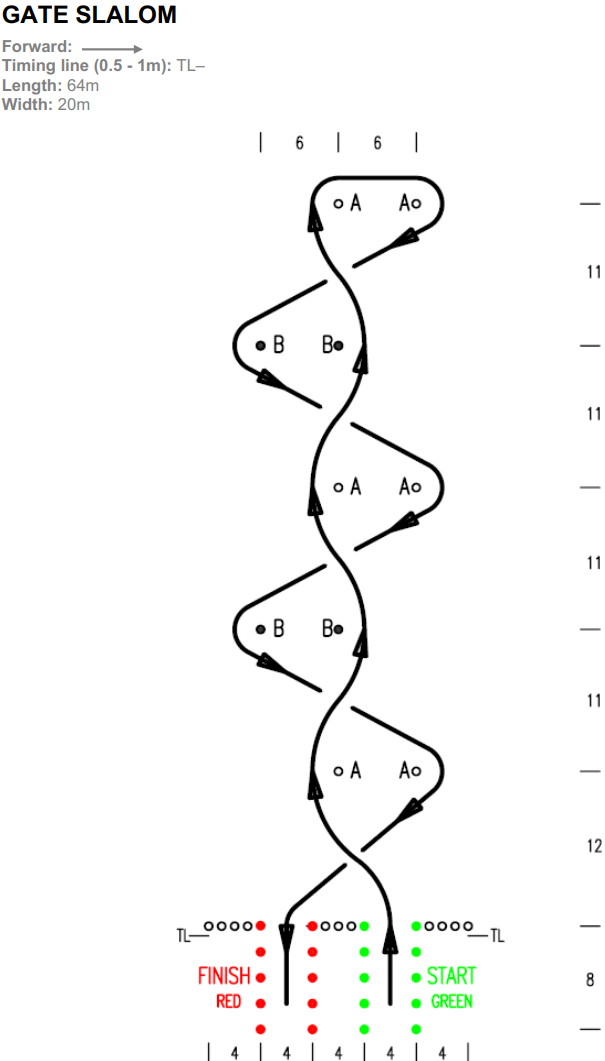 GATE SLALOM
Forward:
Timing line (0.5 - 1m): TL–
Length: 64m
Width: 20m
6 6
A A
11
B B
11
A A
11
B B
11
A A
12
TL TL
FINISH START
RED GREEN
8
4 4 4 4 4